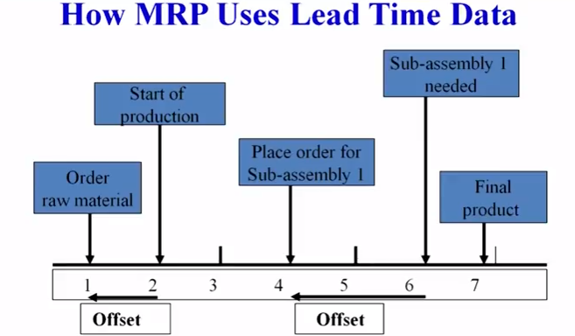 How MRP Uses Lead Time Data
Sub-assembly 1
needed
Start of
production
Place order for
Sub-assembly 1
Order
raw material
Final
product
1 2 3 4 5 6 7
Offset Offset